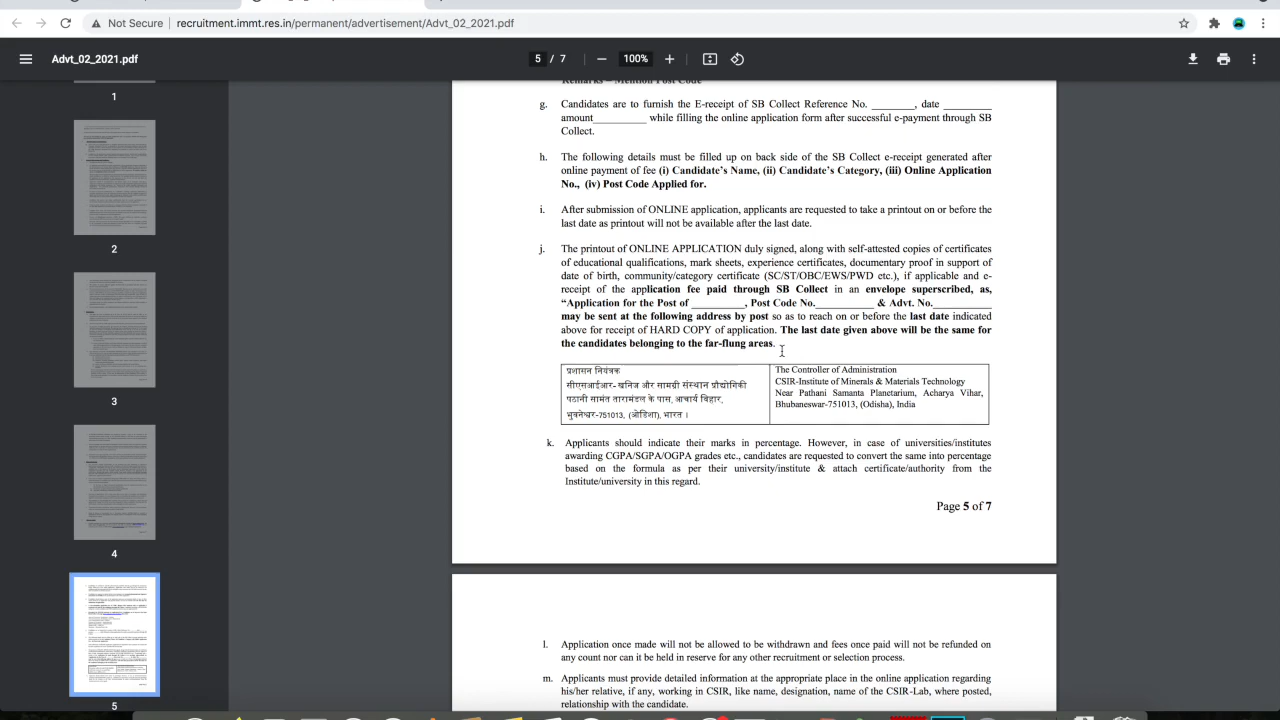 Not Secure
recruitment.immt.res.in/permanent/advertisement/Advt_02_2021.pdf
Advt_02_2021.pdf
5 / 7
100%
1
2
3
4
5
Remarks – Mention Post Code
g. Candidates are to furnish the E-receipt of SB Collect Reference No. _______, date ________
amount_________ while filling the online application form after successful e-payment through SB
Collect.
h. The following details must be filled up on back side of the SB Collect e-receipt generated after
online payment of fee (i) Candidate's Name, (ii) Candidate's Category, (iii) Online Application
No., (iv) Post Code Applied for.
i. After submission of ONLINE application, applicants are requested to take a printout on or before the
last date as printout will not be available after the last date.
j. The printout of ONLINE APPLICATION duly signed, along with self-attested copies of certificates
of educational qualifications, mark sheets, experience certificates, documentary proof in support of
date of birth, community/category certificate (SC/ST/OBC/EWS/PWD etc.), if applicable and e-
receipt of the application fee paid through SB Collect in an envelope superscribed, as,
“Application for the Post of _________, Post Code No.__________ & Advt. No.__________
may be sent at the following address by post so as to reach on or before the last date indicated
above for receipt of HARD COPY of application. The last date given above will be the same for
the candidates belonging to the far-flung areas.
प्रशासन नियंत्रक
सीएसआईआर- खनिज और सामग्री संस्थान प्रौद्योगिकी
पठानी सामंत तारामंडल के पास, आचार्य विहार,
भुवनेश्वर-751013, (ओडिशा), भारत ।
The Controller of Administration
CSIR-Institute of Minerals & Materials Technology
Near Pathani Samanta Planetarium, Acharya Vihar,
Bhubaneswar-751013, (Odisha), India
k. Applicants should indicate their marks in percentage. However, in case of universities/institutes
awarding CGPA/SGPA/OGPA grades etc., candidates are requested to convert the same into percentage
based on the formula as per their university/institute & attach certificate/authority from the
Institute/university in this regard.
Page 5 of 7
l. Application once made will not be allowed to be withdrawn and fees once paid will not be refunded on
any count nor can it be held in reserve for any other recruitment or selection process.
m. Applicants must provide detailed information at the appropriate place in the online application regarding
his/her relative, if any, working in CSIR, like name, designation, name of the CSIR-Lab, where posted,
relationship with the candidate.